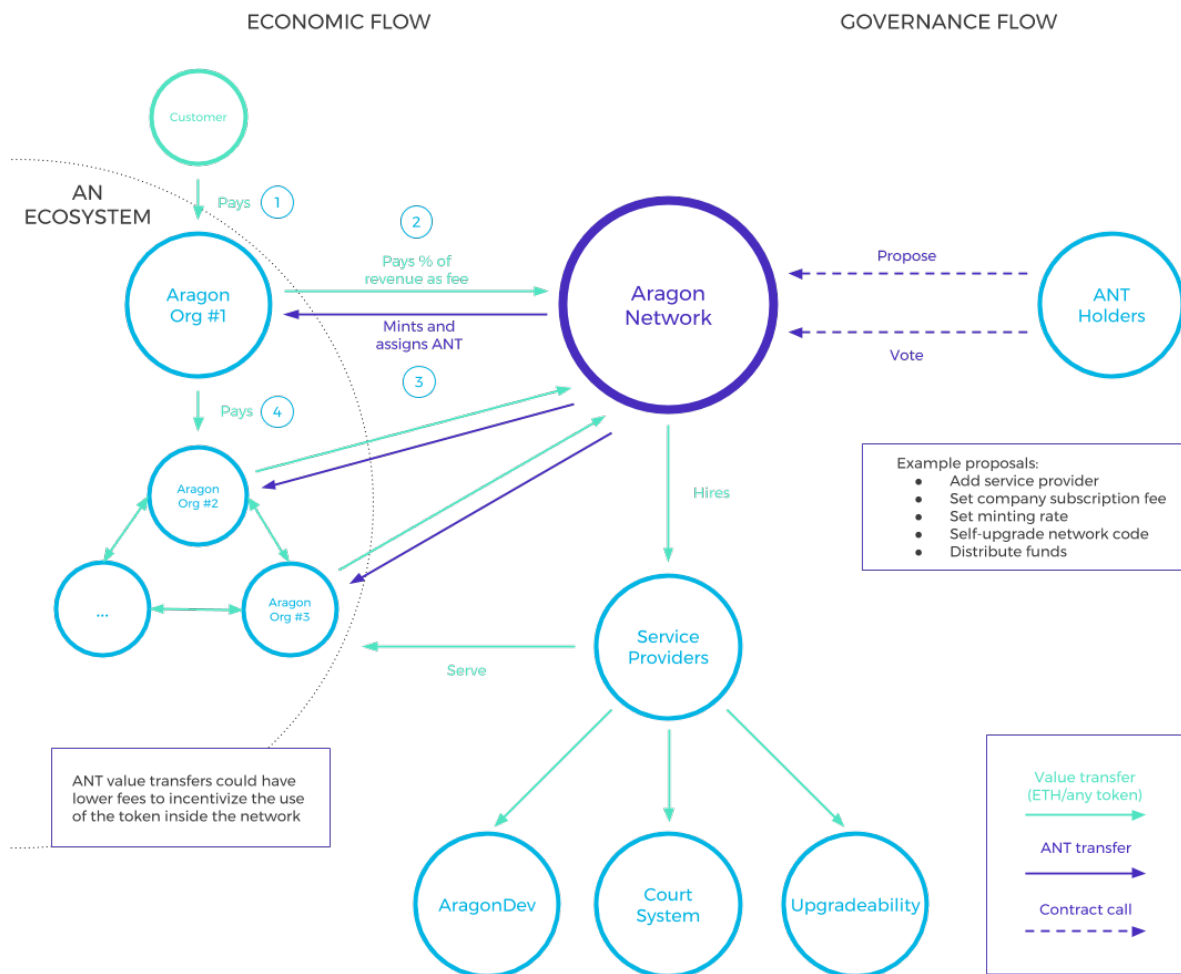 ECONOMIC FLOW
GOVERNANCE FLOW
Customer
AN
ECOSYSTEM
Pays
1
2
Pays % of
revenue as fee
Aragon
Org #1
Mints and
assigns ANT
3
Aragon
Network
Propose
Vote
ANT
Holders
Pays
4
Aragon
Org #2
...
Aragon
Org #3
Hires
Example proposals:
● Add service provider
● Set company subscription fee
● Set minting rate
● Self-upgrade network code
● Distribute funds
Service
Providers
Serve
ANT value transfers could have
lower fees to incentivize the use
of the token inside the network
AragonDev
Court
System
Upgradeability
Value transfer
(ETH/any token)
ANT transfer
Contract call